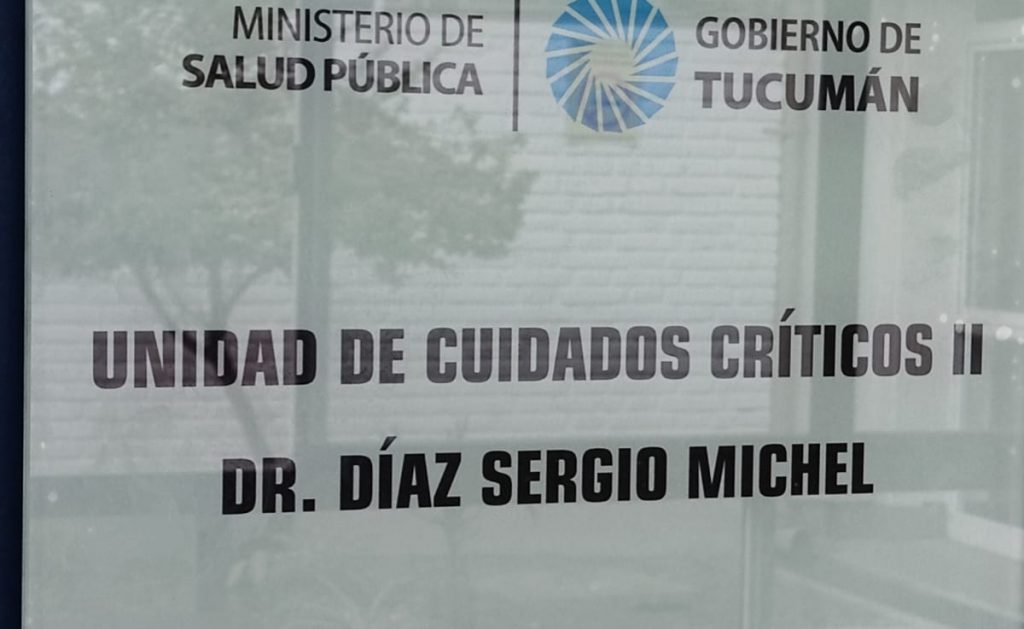 MINISTERIO DE
SALUD PÚBLICA
GOBIERNO DE
TUCUMÁN
UNIDAD DE CUIDADOS CRÍTICOS II
DR. DÍAZ SERGIO MICHEL